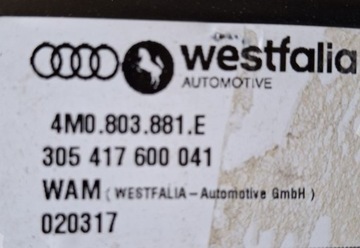 westfalia
AUTOMOTIVE
4M0.803.881.E
305 417 600 041
WAM (WESTFALIA-Automotive GmbH)
020317